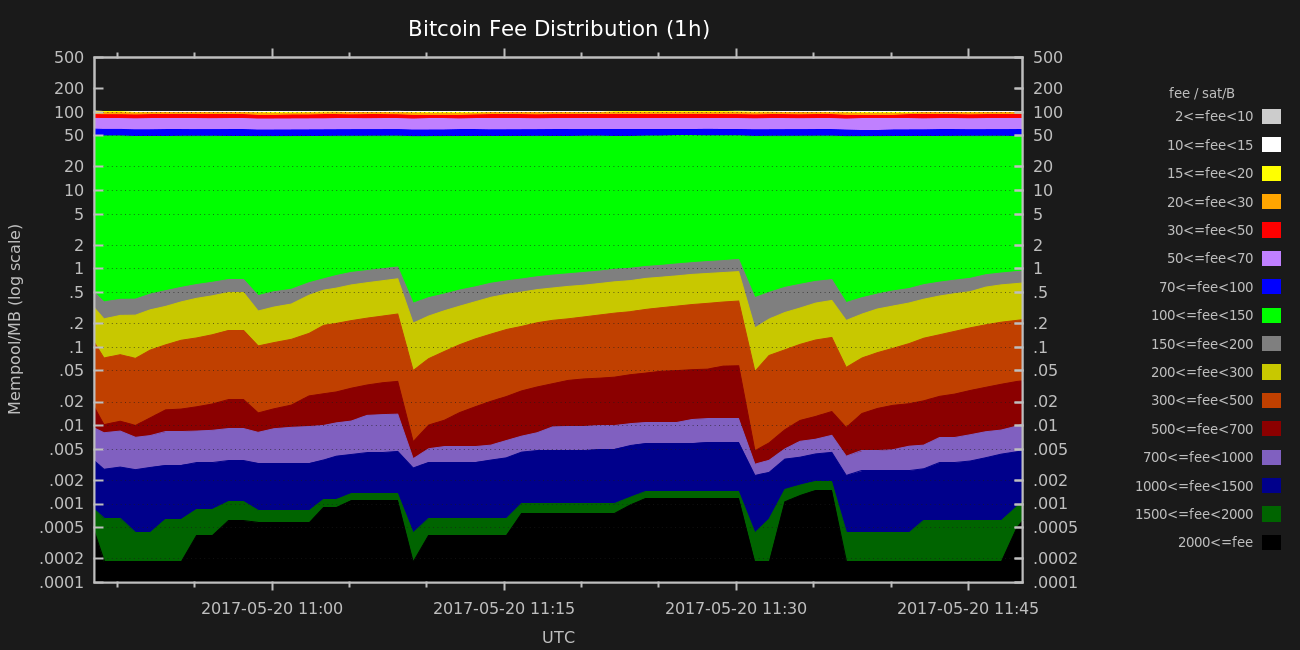 Bitcoin Fee Distribution (1h)
Mempool/MB (log scale)
500
200
100
50
20
10
5
2
1
.5
.2
.1
.05
.02
.01
.005
.002
.001
.0005
.0002
.0001
500
200
100
50
20
10
5
2
1
.5
.2
.1
.05
.02
.01
.005
.002
.001
.0005
.0002
.0001
2017-05-20 11:00
2017-05-20 11:15
2017-05-20 11:30
2017-05-20 11:45
UTC
fee / sat/B
2<=fee<10
10<=fee<15
15<=fee<20
20<=fee<30
30<=fee<50
50<=fee<70
70<=fee<100
100<=fee<150
150<=fee<200
200<=fee<300
300<=fee<500
500<=fee<700
700<=fee<1000
1000<=fee<1500
1500<=fee<2000
2000<=fee